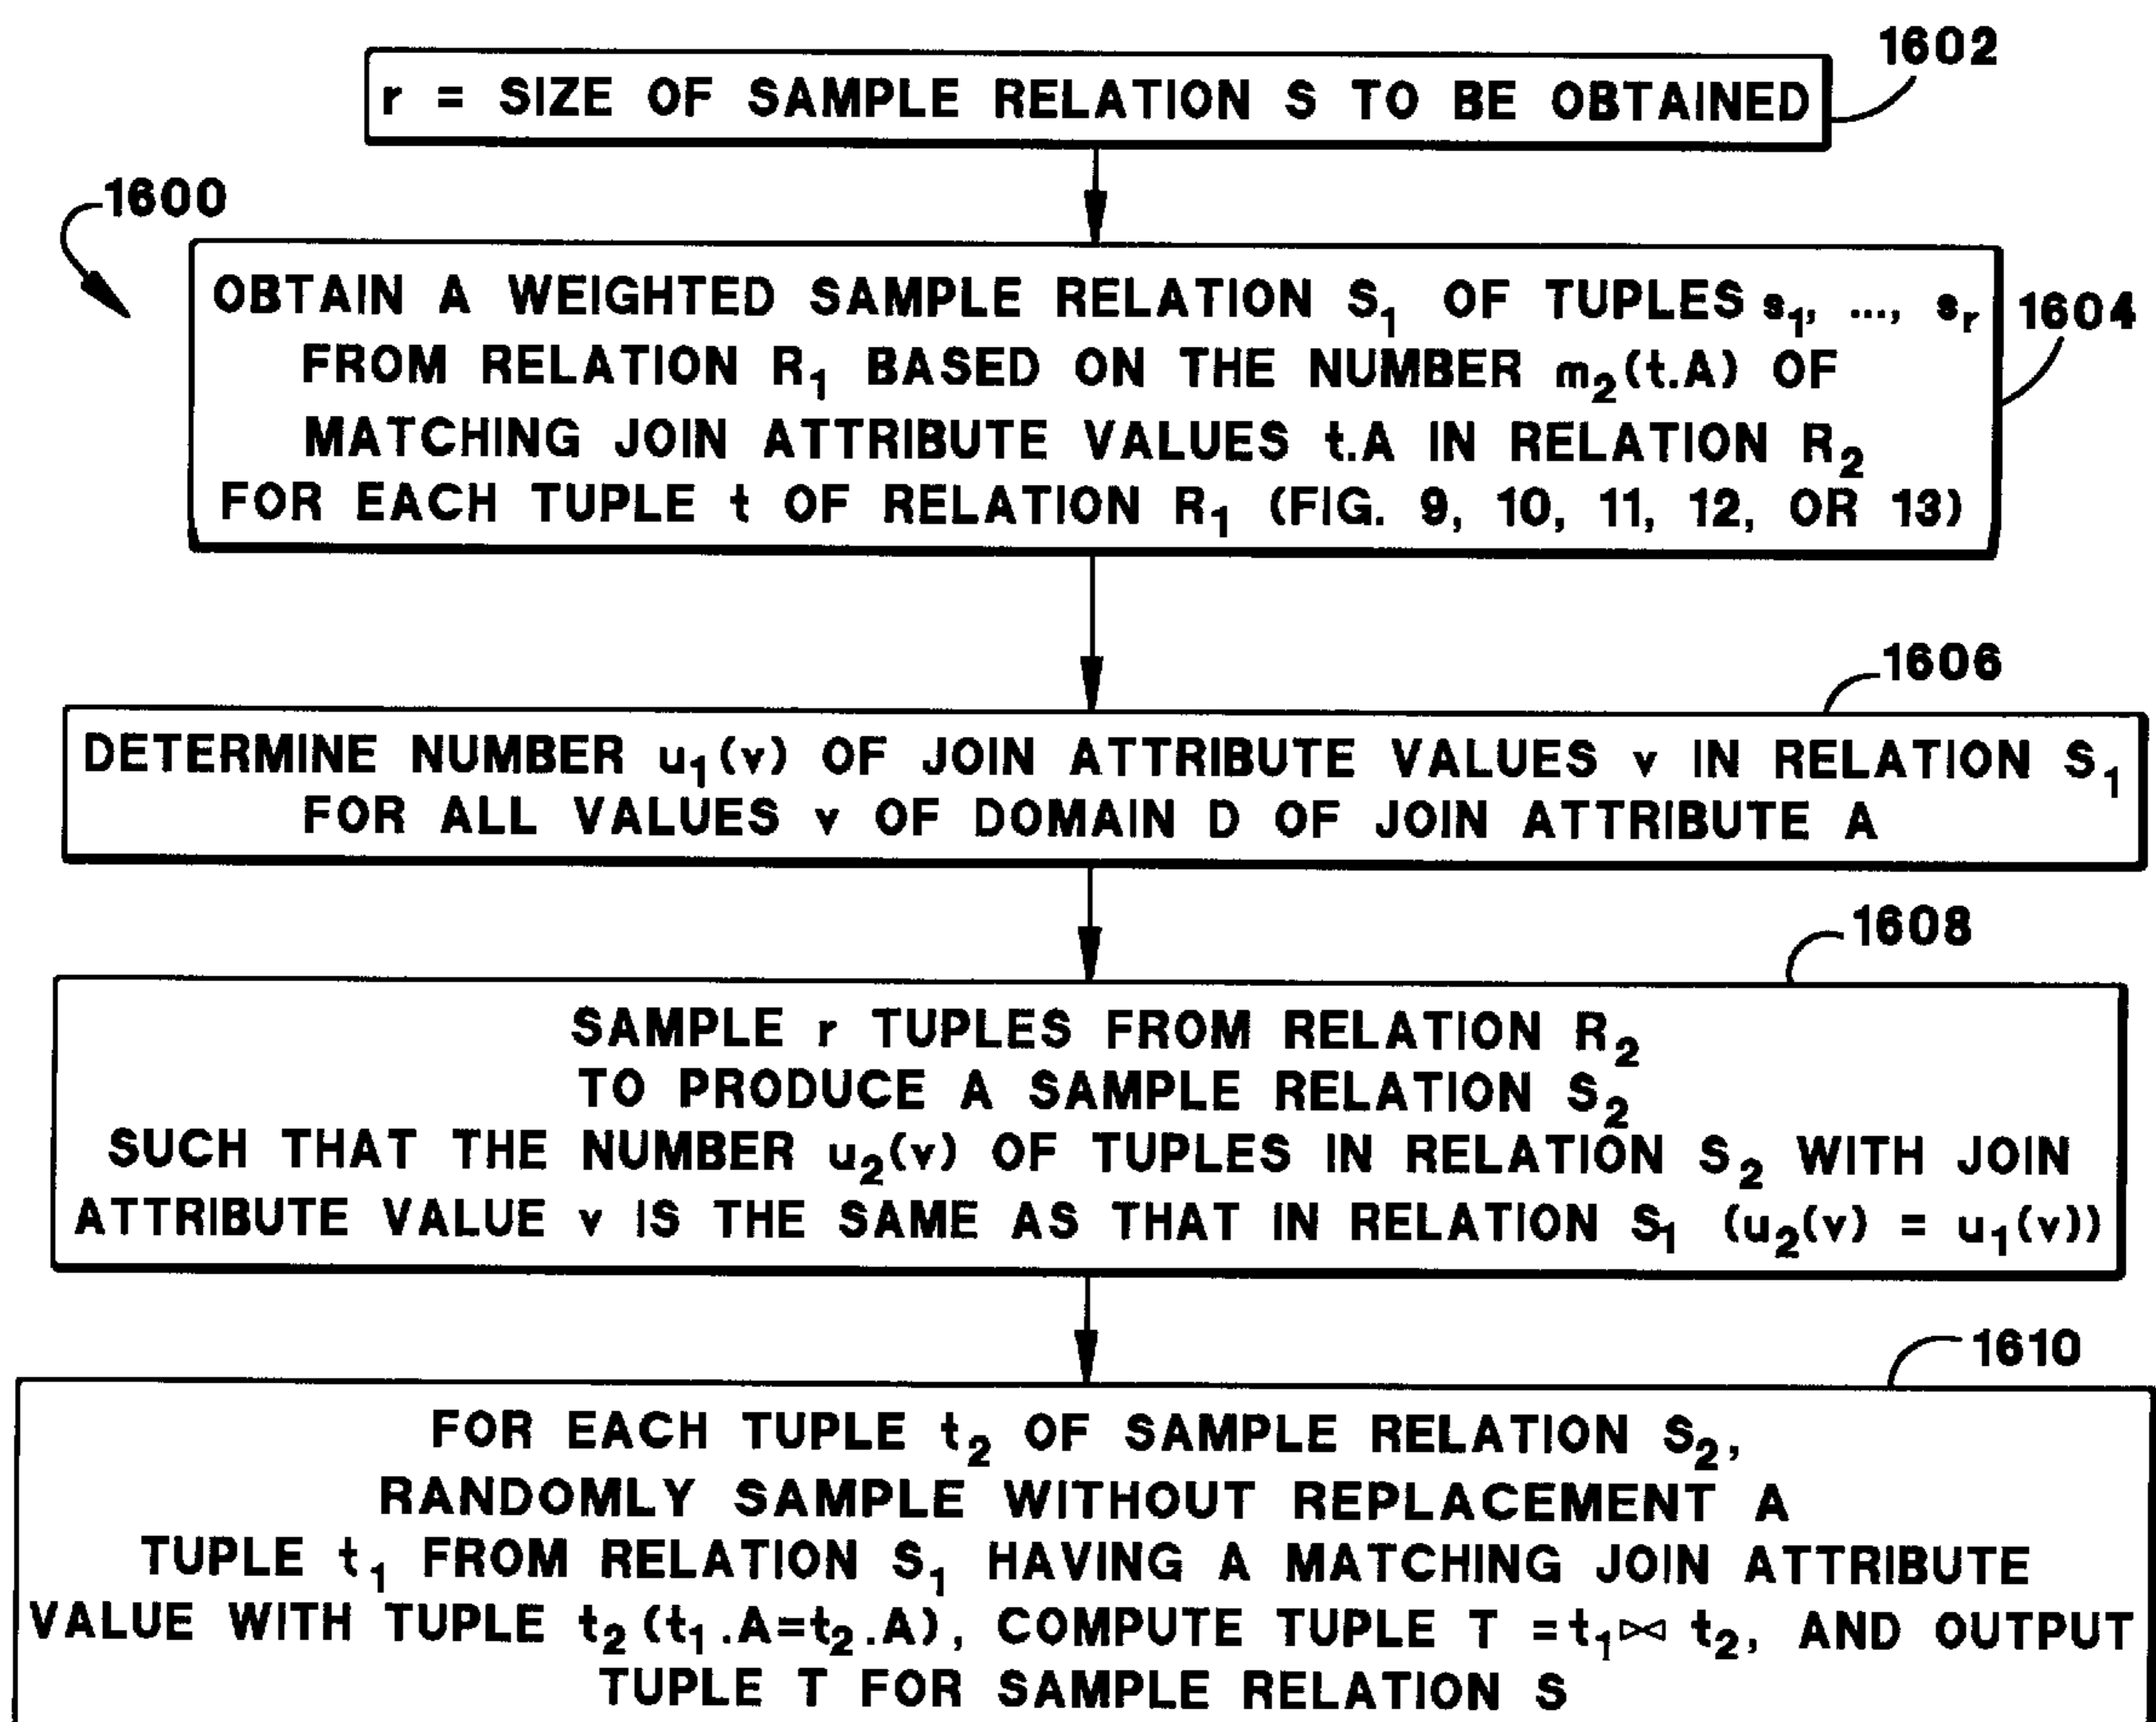 1602
r = SIZE OF SAMPLE RELATION S TO BE OBTAINED
1600
OBTAIN A WEIGHTED SAMPLE RELATION S₁ OF TUPLES s₁, ..., sᵣ
1604
FROM RELATION R₁ BASED ON THE NUMBER m₂(t.A) OF
MATCHING JOIN ATTRIBUTE VALUES t.A IN RELATION R₂
FOR EACH TUPLE t OF RELATION R₁ (FIG. 9, 10, 11, 12, OR 13)
1606
DETERMINE NUMBER u₁(v) OF JOIN ATTRIBUTE VALUES v IN RELATION S₁
FOR ALL VALUES v OF DOMAIN D OF JOIN ATTRIBUTE A
1608
SAMPLE r TUPLES FROM RELATION R₂
TO PRODUCE A SAMPLE RELATION S₂
SUCH THAT THE NUMBER u₂(v) OF TUPLES IN RELATION S₂ WITH JOIN
ATTRIBUTE VALUE v IS THE SAME AS THAT IN RELATION S₁ (u₂(v) = u₁(v))
1610
FOR EACH TUPLE t₂ OF SAMPLE RELATION S₂,
RANDOMLY SAMPLE WITHOUT REPLACEMENT A
TUPLE t₁ FROM RELATION S₁ HAVING A MATCHING JOIN ATTRIBUTE
VALUE WITH TUPLE t₂ (t₁.A=t₂.A), COMPUTE TUPLE T =t₁⋈ t₂, AND OUTPUT
TUPLE T FOR SAMPLE RELATION S